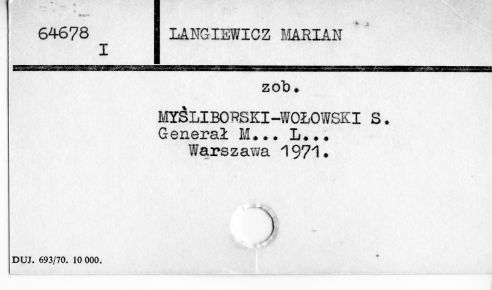 64678
I
LANGIEWICZ MARIAN
zob.
MYŚLIBORSKI-WOŁOWSKI S.
Generał M... L...
Warszawa 1971.
DUJ. 693/70. 10 000.